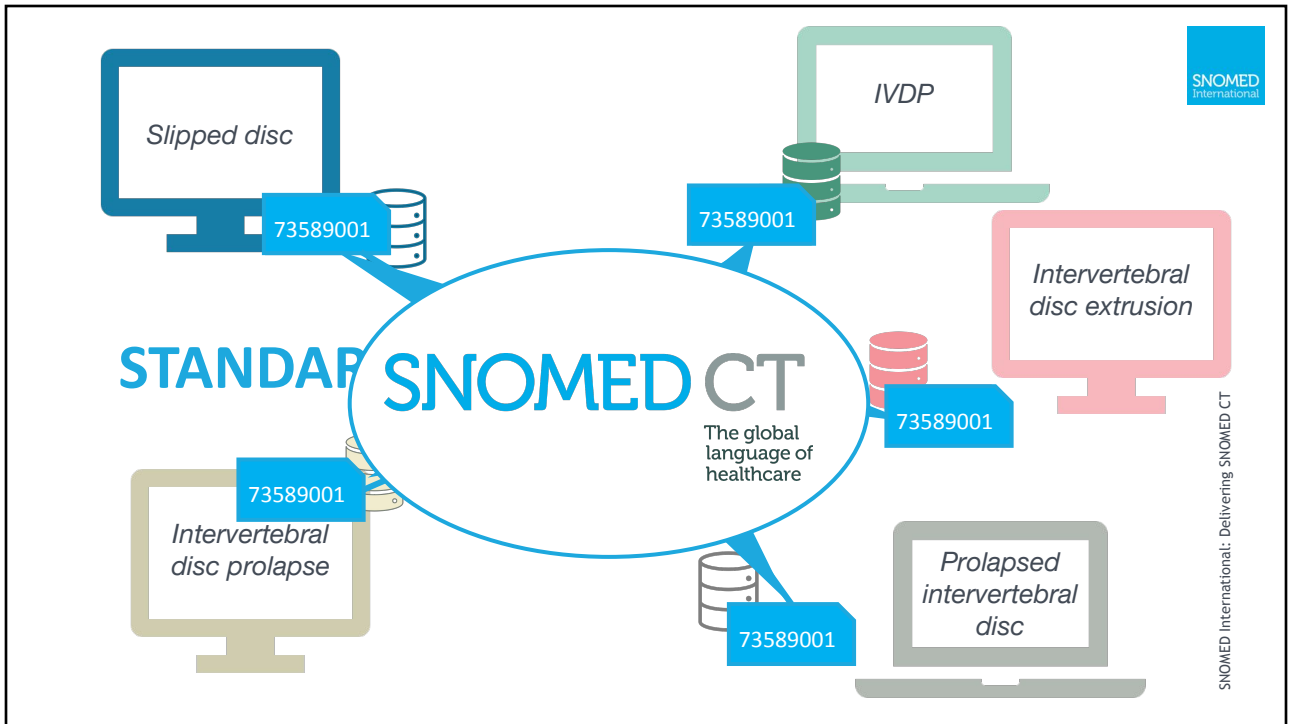 Slipped disc
73589001
IVDP
73589001
SNOMED
International
Intervertebral
disc extrusion
73589001
STANDAR
SNOMED CT
The global
language of
healthcare
73589001
Intervertebral
disc prolapse
Prolapsed
intervertebral
disc
73589001
SNOMED International: Delivering SNOMED CT